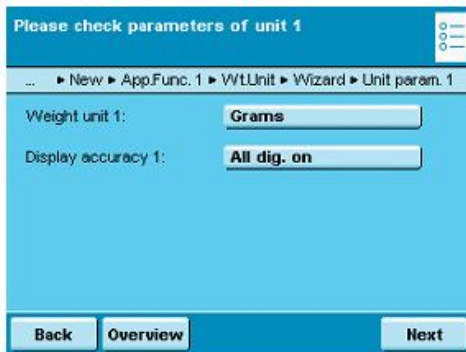 Please check parameters of unit 1
... ▸ New ▸ App.Func. 1 ▸ Wt.Unit ▸ Wizard ▸ Unit param. 1
Weight unit 1: Grams
Display accuracy 1: All dig. on
Back Overview Next